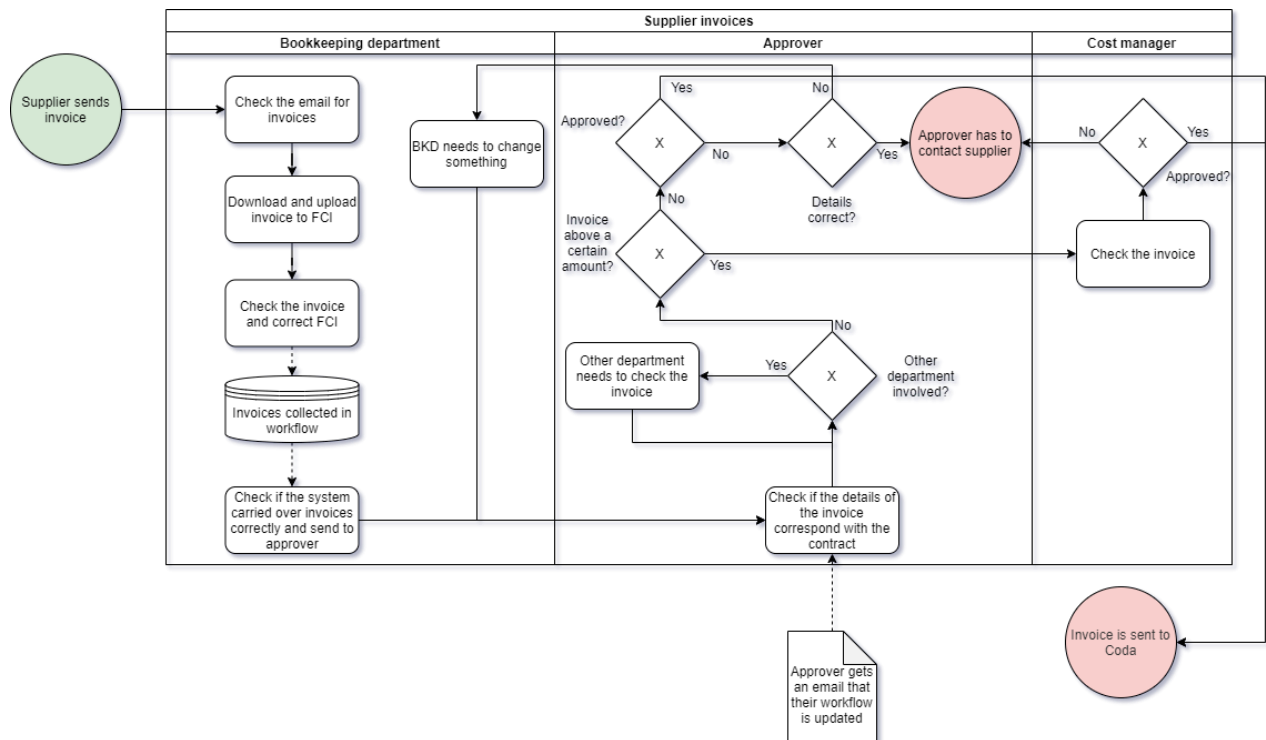 Supplier invoices
Bookkeeping department
Approver
Cost manager
Supplier sends
invoice
Check the email for
invoices
Download and upload
invoice to FCI
Check the invoice
and correct FCI
Invoices collected in
workflow
Check if the system
carried over invoices
correctly and send to
approver
BKD needs to change
something
Approved?
X
Yes
No
Invoice
above a
certain
amount?
X
No
Yes
X
No
Yes
Details
correct?
Approver has to
contact supplier
Other department
needs to check the
invoice
Yes
X
No
Other
department
involved?
Check if the details of
the invoice
correspond with the
contract
Approver gets
an email that
their workflow
is updated
No
X
Yes
Approved?
Check the invoice
Invoice is sent to
Coda